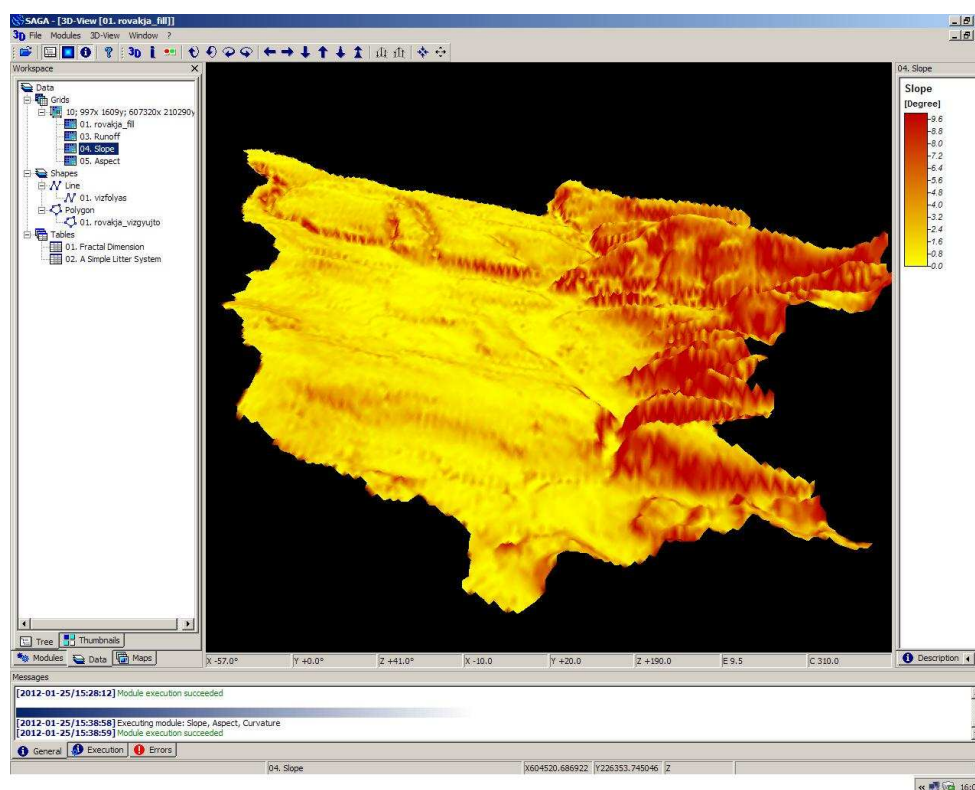 SAGA - [3D-View [01. rovakja_fill]]
3D File Modules 3D-View Window ?
3D
Workspace X
Data
Grids
10; 997x 1609y; 607320x 210290y
01. rovakja_fill
03. Runoff
04. Slope
05. Aspect
Shapes
Line
01. vizfolyas
Polygon
01. rovakja_vizgyujto
Tables
01. Fractal Dimension
02. A Simple Litter System
Tree Thumbnails
Modules Data Maps
04. Slope
Slope
[Degree]
9.6
8.8
8.0
7.2
6.4
5.6
4.8
4.0
3.2
2.4
1.6
0.8
0.0
Description
X -57.0° Y +0.0° Z +41.0° X -10.0 Y +20.0 Z +190.0 E 9.5 C 310.0
Messages
[2012-01-25/15:28:12] Module execution succeeded
[2012-01-25/15:38:58] Executing module: Slope, Aspect, Curvature
[2012-01-25/15:38:59] Module execution succeeded
General Execution Errors
04. Slope X604520.686922 Y226353.745046 Z